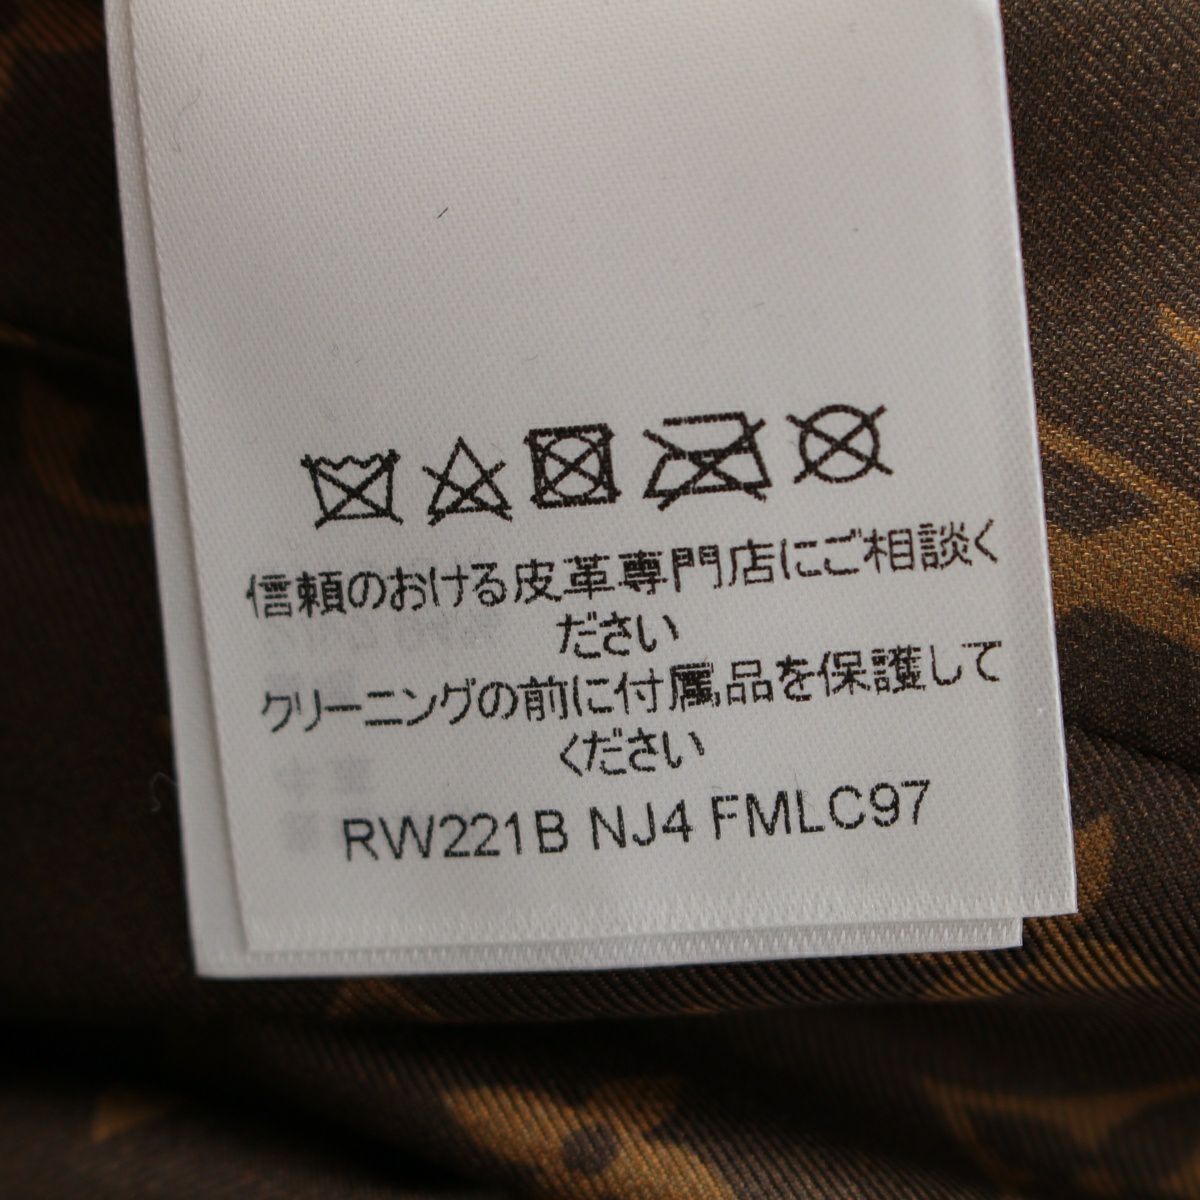 信頼のおける皮革専門店にご相談く
ださい
クリーニングの前に付属品を保護して
ください
RW221B NJ4 FMLC97